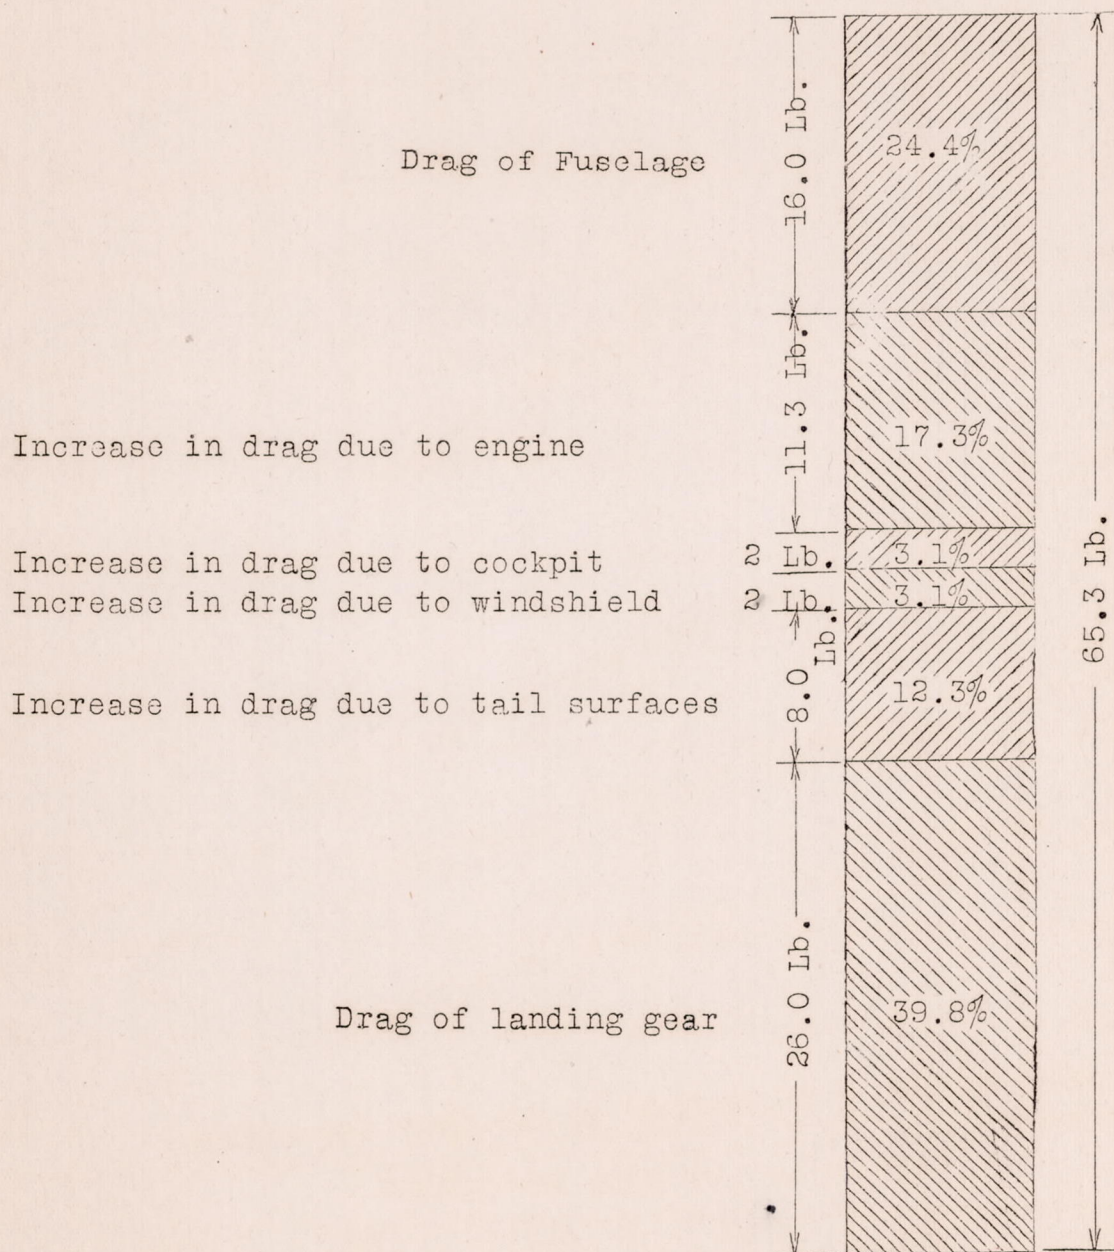 Drag of Fuselage
16.0 Lb.
24.4%
Increase in drag due to engine
11.3 Lb.
17.3%
Increase in drag due to cockpit
2 Lb.
3.1%
Increase in drag due to windshield
2 Lb.
3.1%
Increase in drag due to tail surfaces
8.0 Lb.
12.3%
Drag of landing gear
26.0 Lb.
39.8%
65.3 Lb.